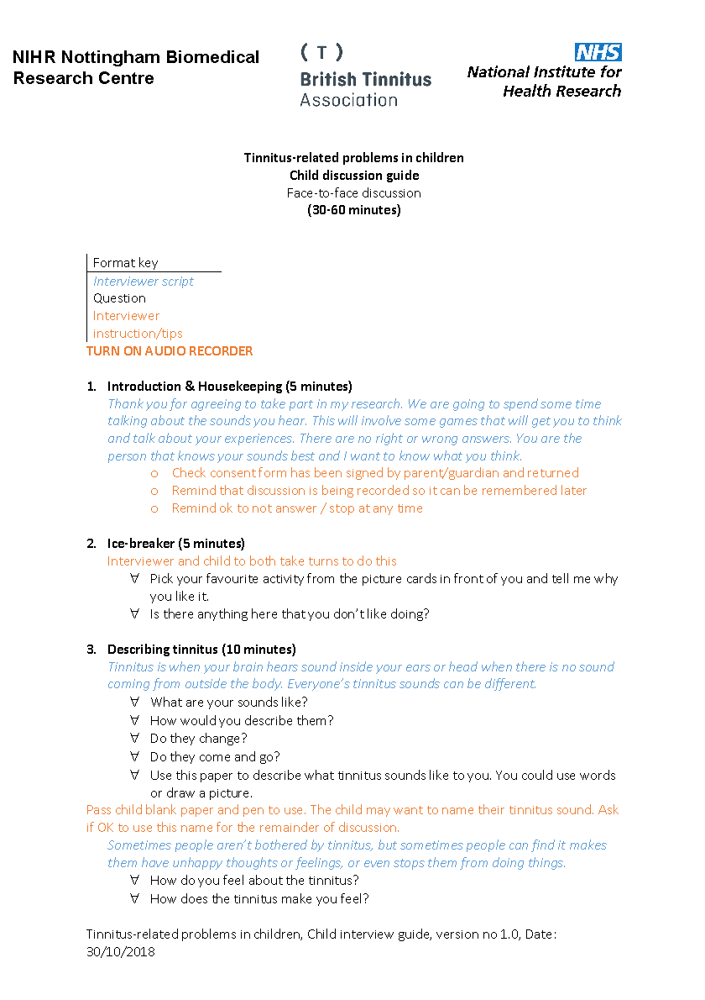 NIHR Nottingham Biomedical
Research Centre
( T )
British Tinnitus
Association
NHS
National Institute for
Health Research
Tinnitus-related problems in children
Child discussion guide
Face-to-face discussion
(30-60 minutes)
Format key
Interviewer script
Question
Interviewer
instruction/tips
TURN ON AUDIO RECORDER
1. Introduction & Housekeeping (5 minutes)
Thank you for agreeing to take part in my research. We are going to spend some time
talking about the sounds you hear. This will involve some games that will get you to think
and talk about your experiences. There are no right or wrong answers. You are the
person that knows your sounds best and I want to know what you think.
o Check consent form has been signed by parent/guardian and returned
o Remind that discussion is being recorded so it can be remembered later
o Remind ok to not answer / stop at any time
2. Ice-breaker (5 minutes)
Interviewer and child to both take turns to do this
∀ Pick your favourite activity from the picture cards in front of you and tell me why
you like it.
∀ Is there anything here that you don’t like doing?
3. Describing tinnitus (10 minutes)
Tinnitus is when your brain hears sound inside your ears or head when there is no sound
coming from outside the body. Everyone’s tinnitus sounds can be different.
∀ What are your sounds like?
∀ How would you describe them?
∀ Do they change?
∀ Do they come and go?
∀ Use this paper to describe what tinnitus sounds like to you. You could use words
or draw a picture.
Pass child blank paper and pen to use. The child may want to name their tinnitus sound. Ask
if OK to use this name for the remainder of discussion.
Sometimes people aren’t bothered by tinnitus, but sometimes people can find it makes
them have unhappy thoughts or feelings, or even stops them from doing things.
∀ How do you feel about the tinnitus?
∀ How does the tinnitus make you feel?
Tinnitus-related problems in children, Child interview guide, version no 1.0, Date:
30/10/2018